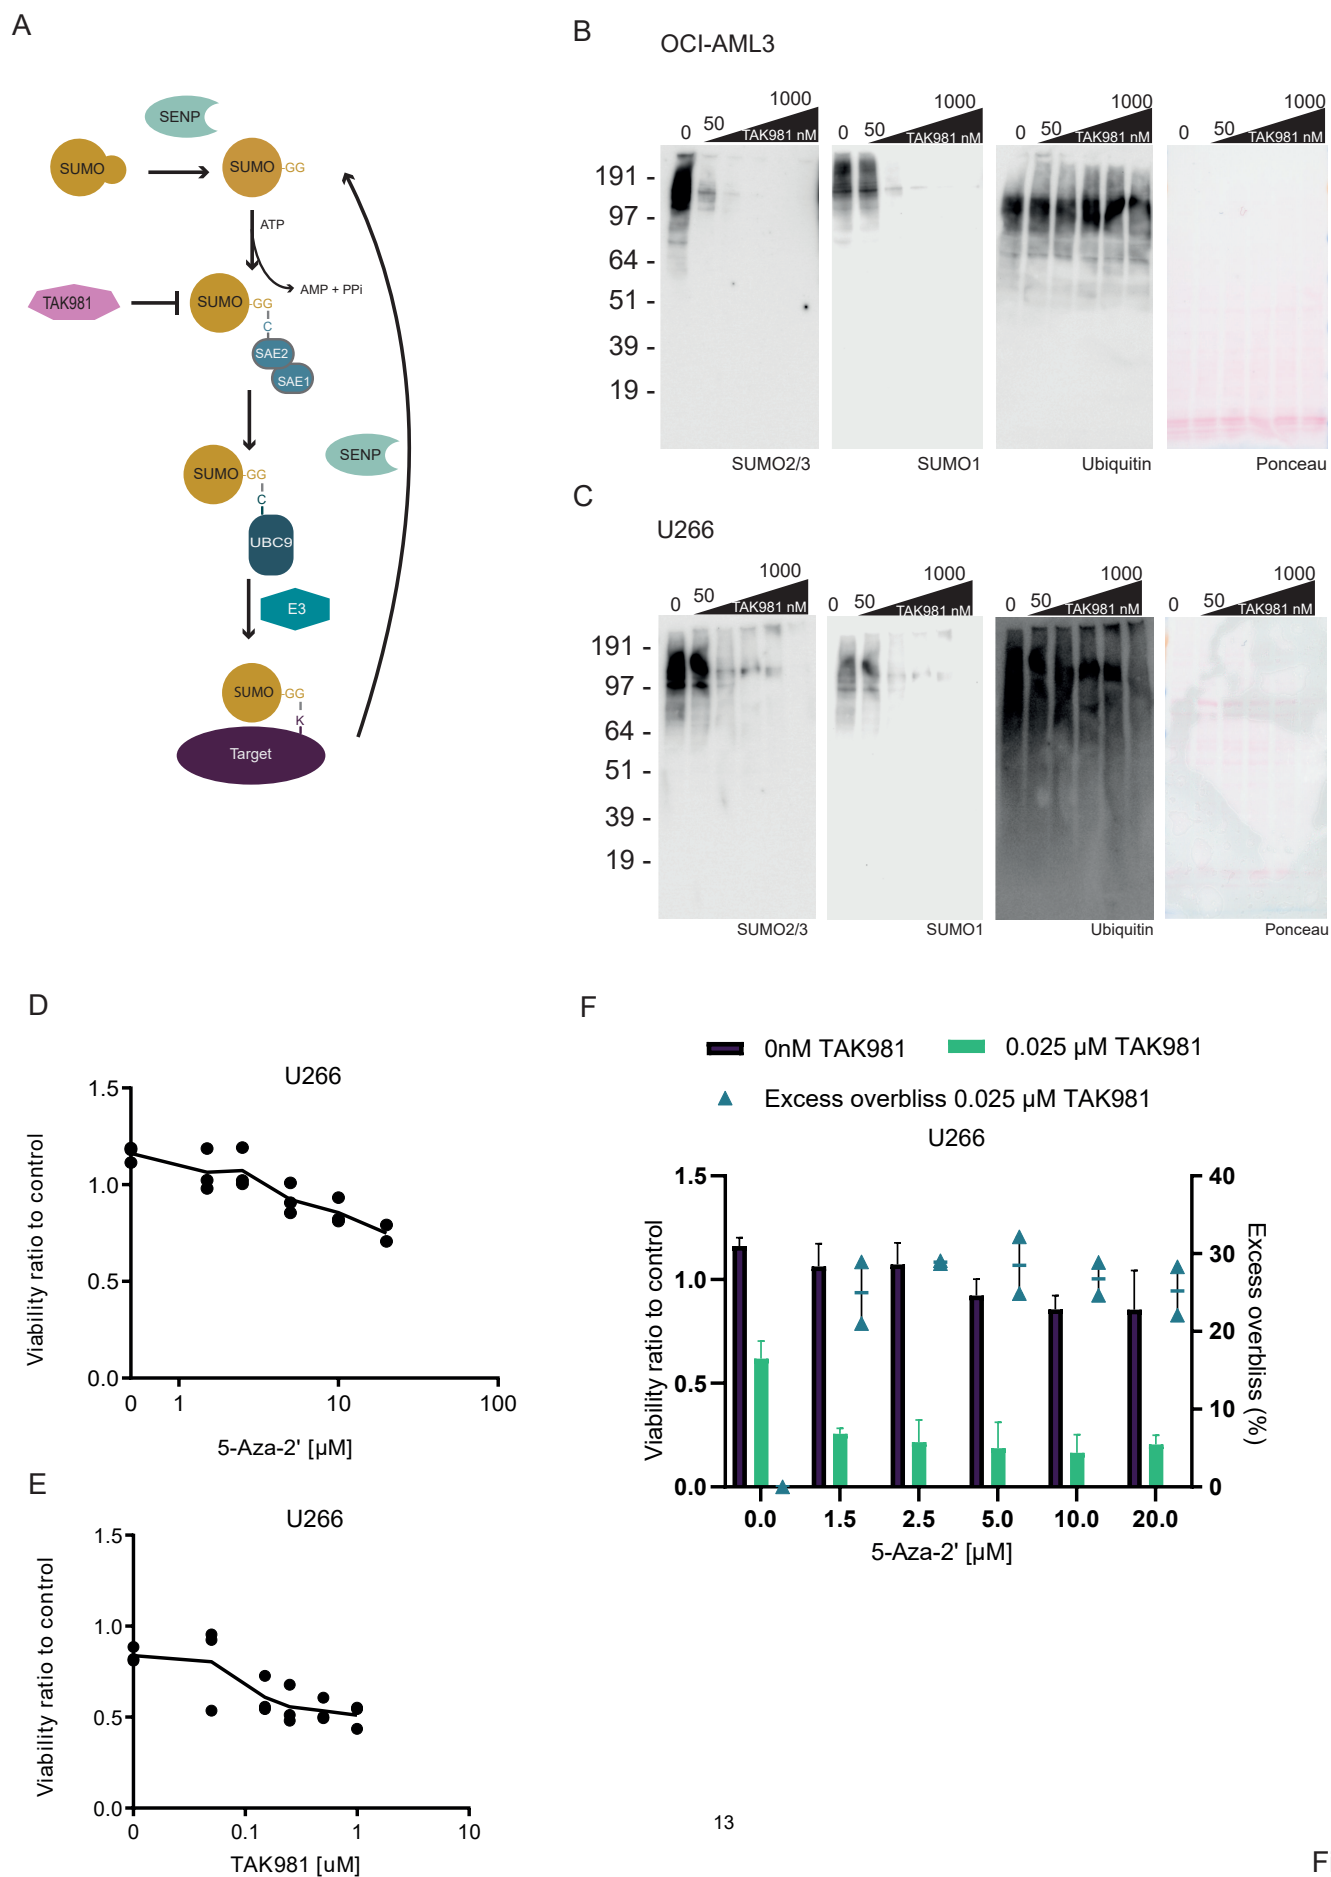 A
SENP
SUMO
SUMO
-GG
ATP
AMP + PPi
TAK981
SUMO
-GG
C
SAE2
SAE1
SUMO
-GG
C
UBC9
SENP
E3
SUMO
-GG
K
Target
B
OCI-AML3
0 50 1000
TAK981 nM
0 50 1000
TAK981 nM
0 50 1000
TAK981 nM
0 50 1000
TAK981 nM
191 -
97 -
64 -
51 -
39 -
19 -
SUMO2/3 SUMO1 Ubiquitin Ponceau
C
U266
0 50 1000
TAK981 nM
0 50 1000
TAK981 nM
0 50 1000
TAK981 nM
0 50 1000
TAK981 nM
191 -
97 -
64 -
51 -
39 -
19 -
SUMO2/3 SUMO1 Ubiquitin Ponceau
D
U266
Viability ratio to control
1.5
1.0
0.5
0.0
0 1 10 100
5-Aza-2' [µM]
E
U266
Viability ratio to control
1.5
1.0
0.5
0.0
0 0.1 1 10
TAK981 [uM]
F
0nM TAK981
0.025 µM TAK981
Excess overbliss 0.025 µM TAK981
U266
Viability ratio to control
1.5
1.0
0.5
0.0
40
30
20
10
0
Excess overbliss (%)
0.0 1.5 2.5 5.0 10.0 20.0
5-Aza-2' [µM]
13
F